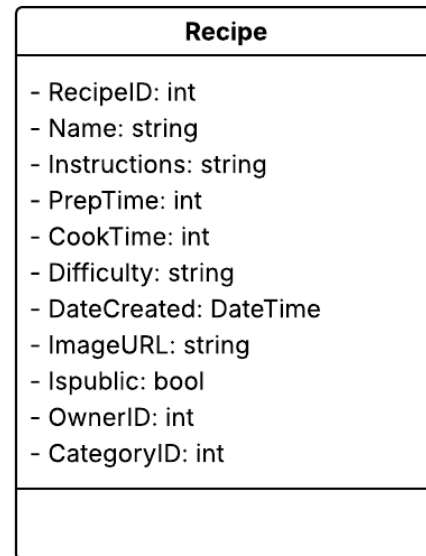 Recipe
- RecipeID: int
- Name: string
- Instructions: string
- PrepTime: int
- CookTime: int
- Difficulty: string
- DateCreated: DateTime
- ImageURL: string
- Ispublic: bool
- OwnerID: int
- CategoryID: int